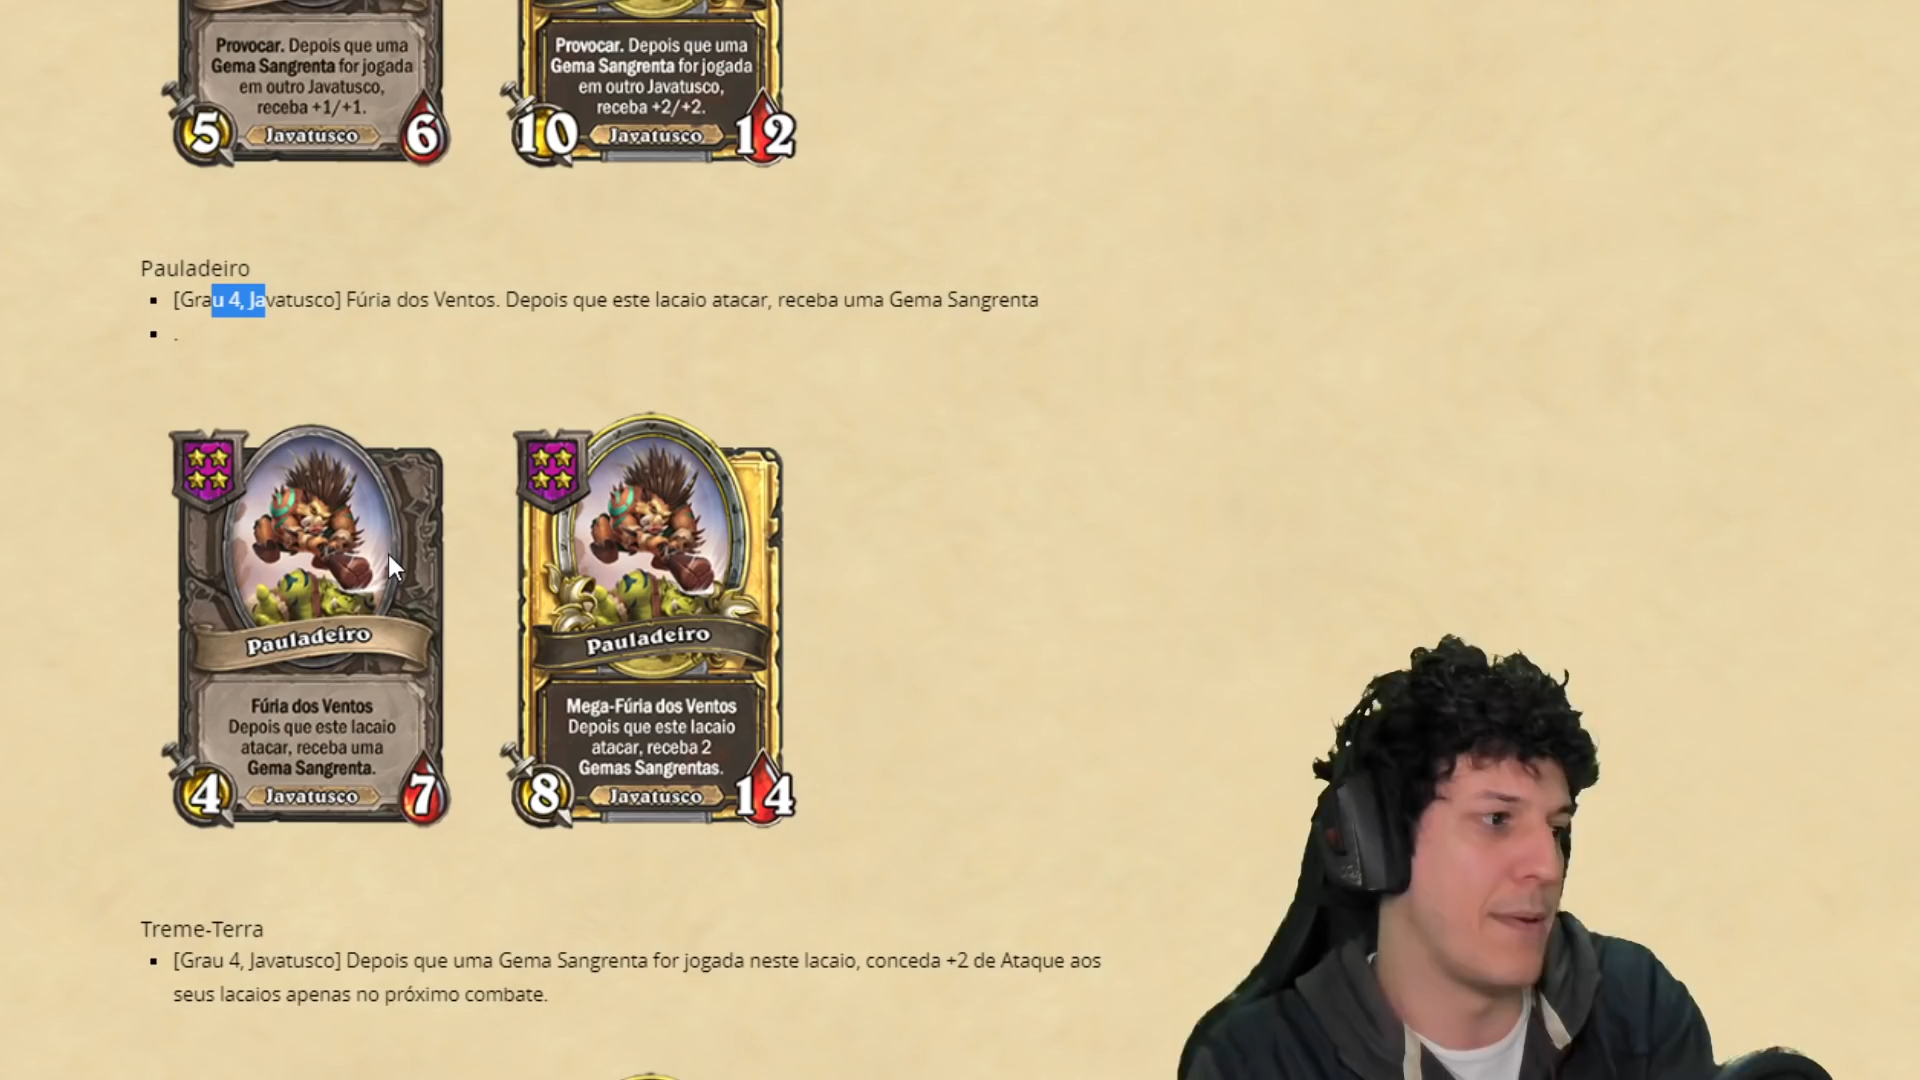 Provocar. Depois que uma
Gema Sangrenta for jogada
em outro Javatusco,
receba +1/+1.
5
Javatusco
6
Provocar. Depois que uma
Gema Sangrenta for jogada
em outro Javatusco,
receba +2/+2.
10
Javatusco
12
Pauladeiro
▪ [Grau 4, Javatusco] Fúria dos Ventos. Depois que este lacaio atacar, receba uma Gema Sangrenta
▪ .
Pauladeiro
Fúria dos Ventos
Depois que este lacaio
atacar, receba uma
Gema Sangrenta.
4
Javatusco
7
Pauladeiro
Mega-Fúria dos Ventos
Depois que este lacaio
atacar, receba 2
Gemas Sangrentas.
8
Javatusco
14
Treme-Terra
▪ [Grau 4, Javatusco] Depois que uma Gema Sangrenta for jogada neste lacaio, conceda +2 de Ataque aos
seus lacaios apenas no próximo combate.